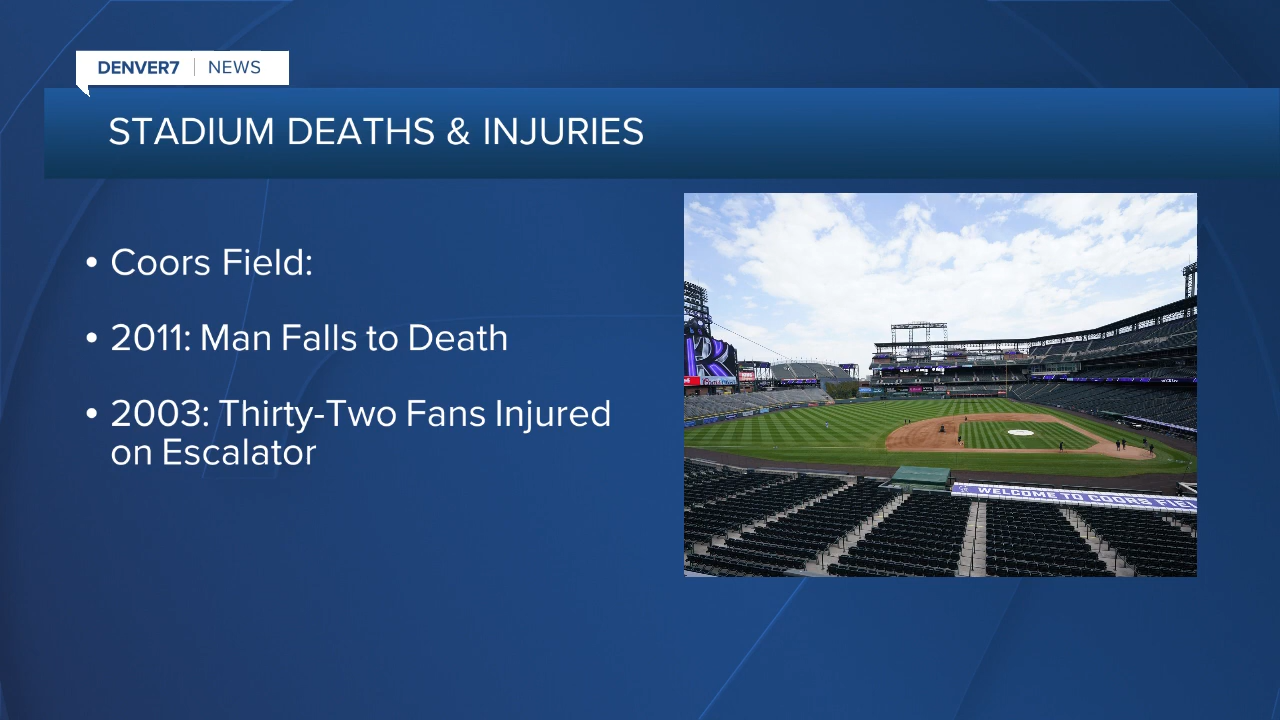 DENVER7 | NEWS
STADIUM DEATHS & INJURIES
• Coors Field:
• 2011: Man Falls to Death
• 2003: Thirty-Two Fans Injured
on Escalator
WELCOME TO COORS FIEL